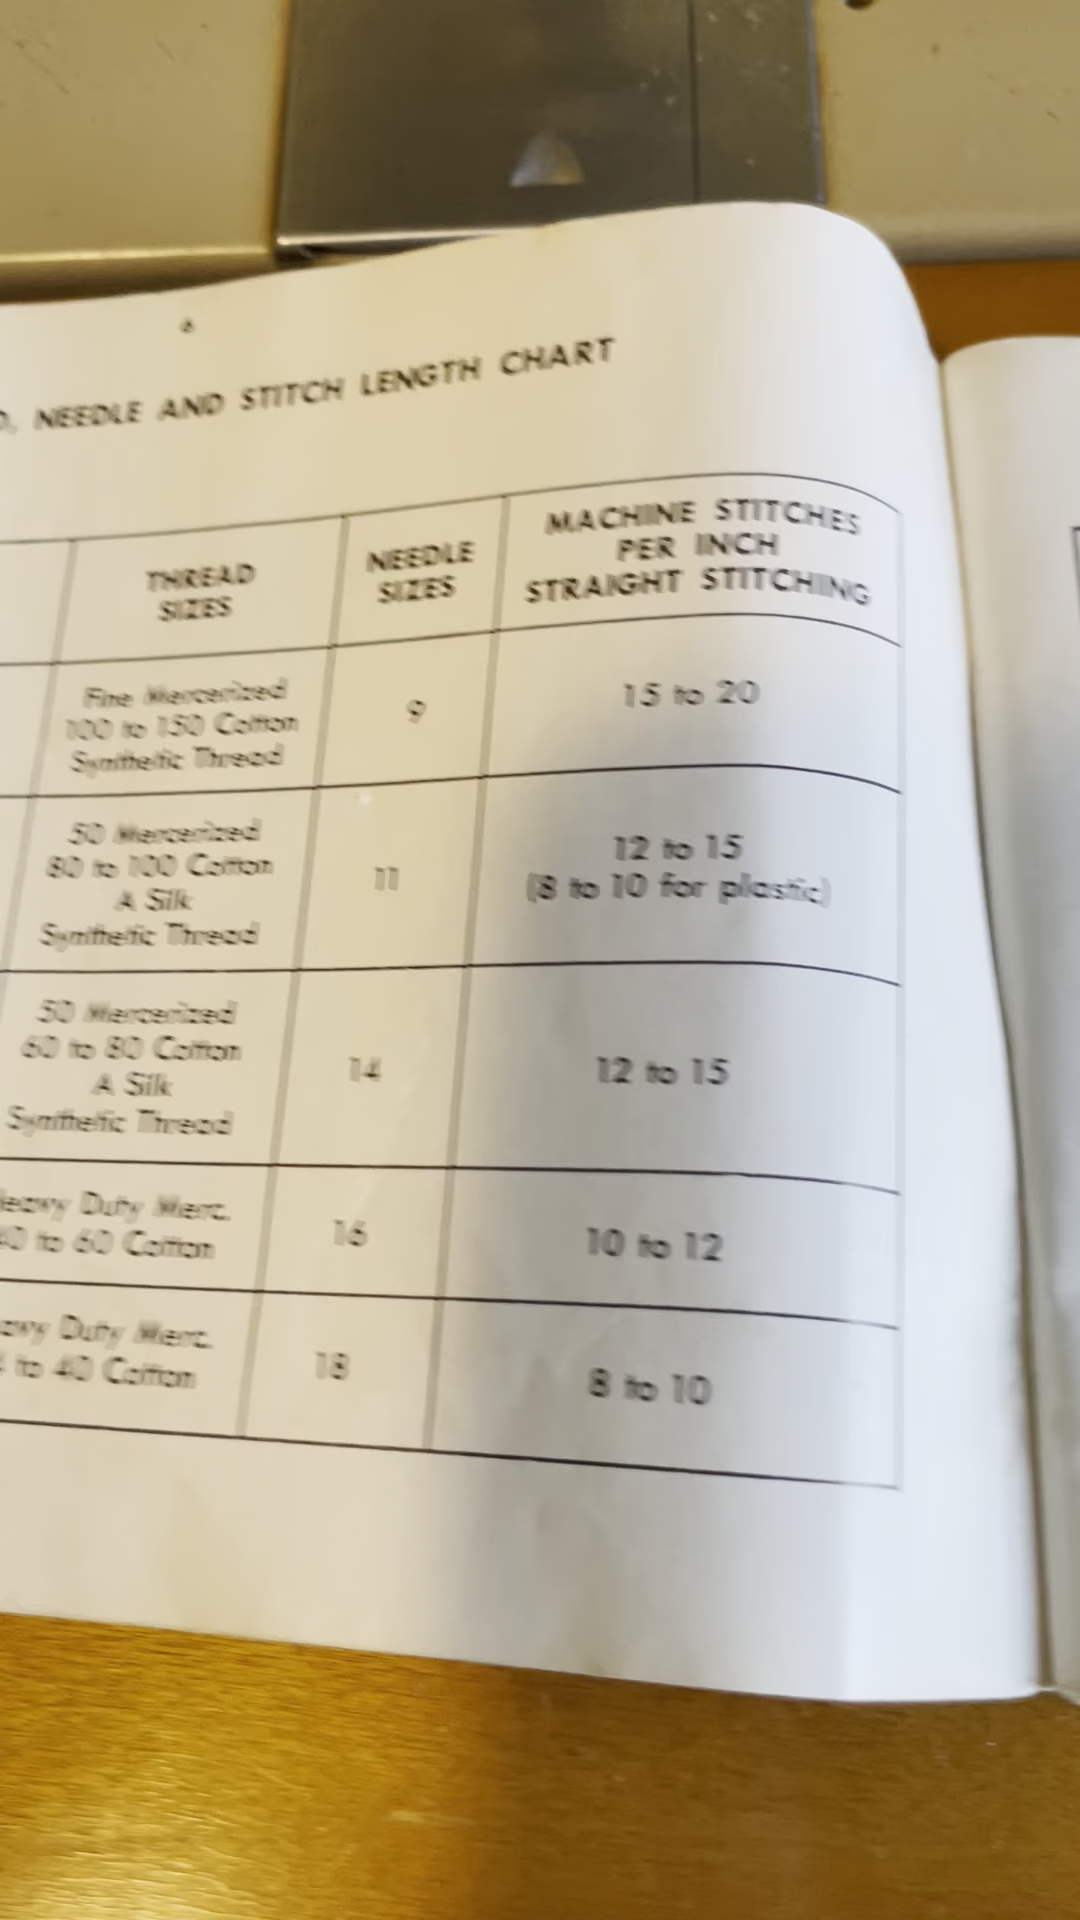 6
NEEDLE AND STITCH LENGTH CHART
THREAD
SIZES
NEEDLE
SIZES
MACHINE STITCHES
PER INCH
STRAIGHT STITCHING
Fine Mercerized
100 to 150 Cotton
Synthetic Thread
9
15 to 20
50 Mercerized
80 to 100 Cotton
A Silk
Synthetic Thread
11
12 to 15
(8 to 10 for plastic)
50 Mercerized
60 to 80 Cotton
A Silk
Synthetic Thread
14
12 to 15
Duty Merc.
to 60 Cotton
16
10 to 12
Duty Merc.
to 40 Cotton
18
8 to 10